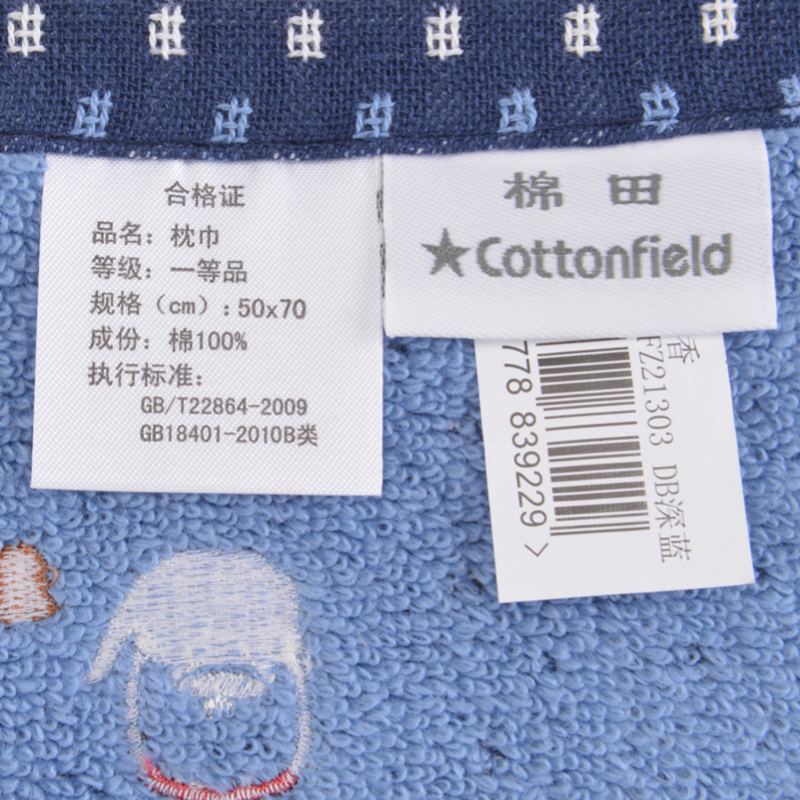 合格证
品名：枕巾
等级：一等品
规格（cm）：50x70
成份：棉100%
执行标准：
GB/T22864-2009
GB18401-2010B类
棉 田
★Cottonfield
香
FZ21303 DB深蓝
778 839229 >